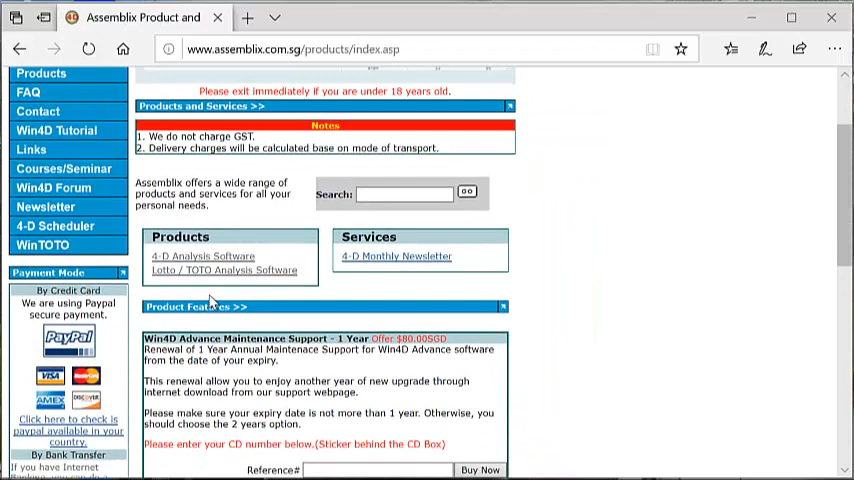 Assemblix Product and
www.assemblix.com.sg/products/index.asp
Products
FAQ
Contact
Win4D Tutorial
Links
Courses/Seminar
Win4D Forum
Newsletter
4-D Scheduler
WinTOTO
Payment Mode
By Credit Card
We are using Paypal
secure payment.
PayPal
VISA MasterCard
AMEX DISCOVER
Click here to check is
paypal available in your
country.
By Bank Transfer
If you have Internet
Please exit immediately if you are under 18 years old.
Products and Services >>
Notes
1. We do not charge GST.
2. Delivery charges will be calculated base on mode of transport.
Assemblix offers a wide range of
products and services for all your
personal needs.
Search:
GO
Products
4-D Analysis Software
Lotto / TOTO Analysis Software
Services
4-D Monthly Newsletter
Product Features >>
Win4D Advance Maintenance Support - 1 Year Offer $80.00SGD
Renewal of 1 Year Annual Maintenace Support for Win4D Advance software
from the date of your expiry.
This renewal allow you to enjoy another year of new upgrade through
Internet download from our support webpage.
Please make sure your expiry date is not more than 1 year. Otherwise, you
should choose the 2 years option.
Please enter your CD number below.(Sticker behind the CD Box)
Reference#
Buy Now